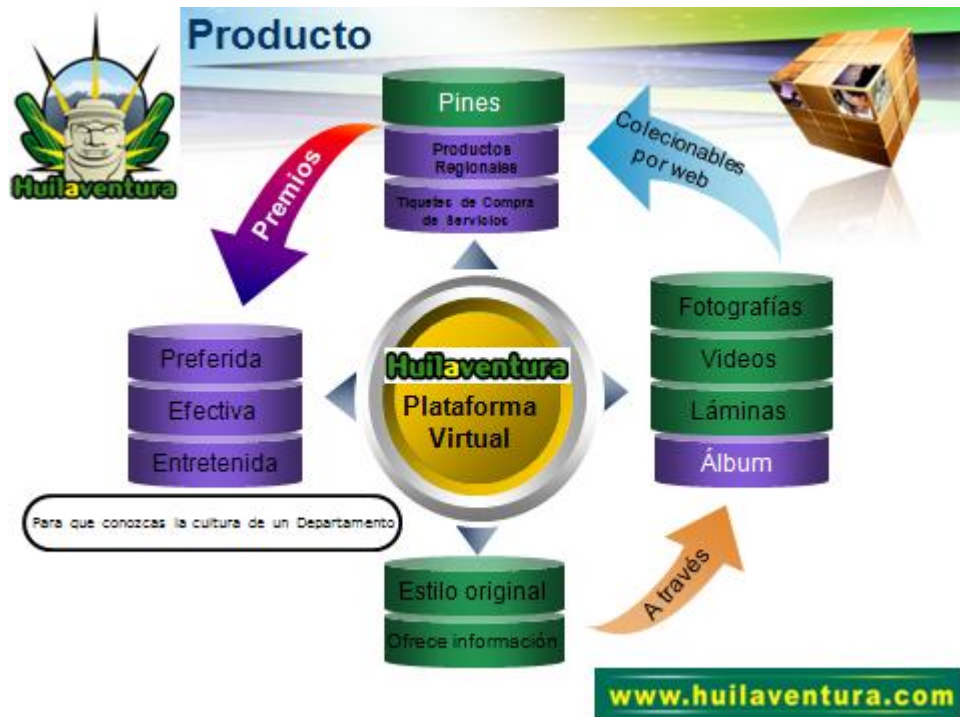 Producto
Huilaventura
Pines
Productos
Regionales
Tiquetes de Compra
de Servicios
Premios
Colecionables
por web
Fotografías
Videos
Láminas
Álbum
Preferida
Efectiva
Entretenida
Para que conozcas la cultura de un Departamento
Huilaventura
Plataforma
Virtual
Estilo original
Ofrece información
A través
www.huilaventura.com